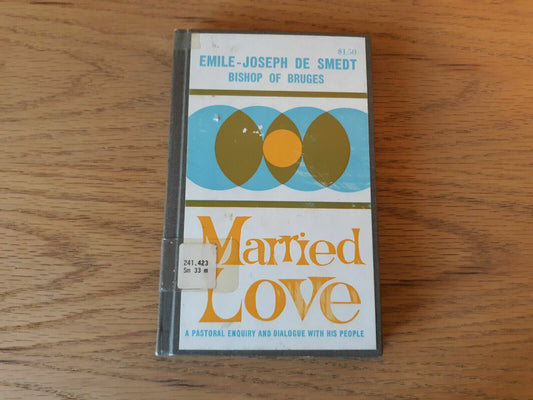 $1.50
EMILE-JOSEPH DE SMEDT
BISHOP OF BRUGES
Married
241.423
Sm 33 m
Love
A PASTORAL ENQUIRY AND DIALOGUE WITH HIS PEOPLE